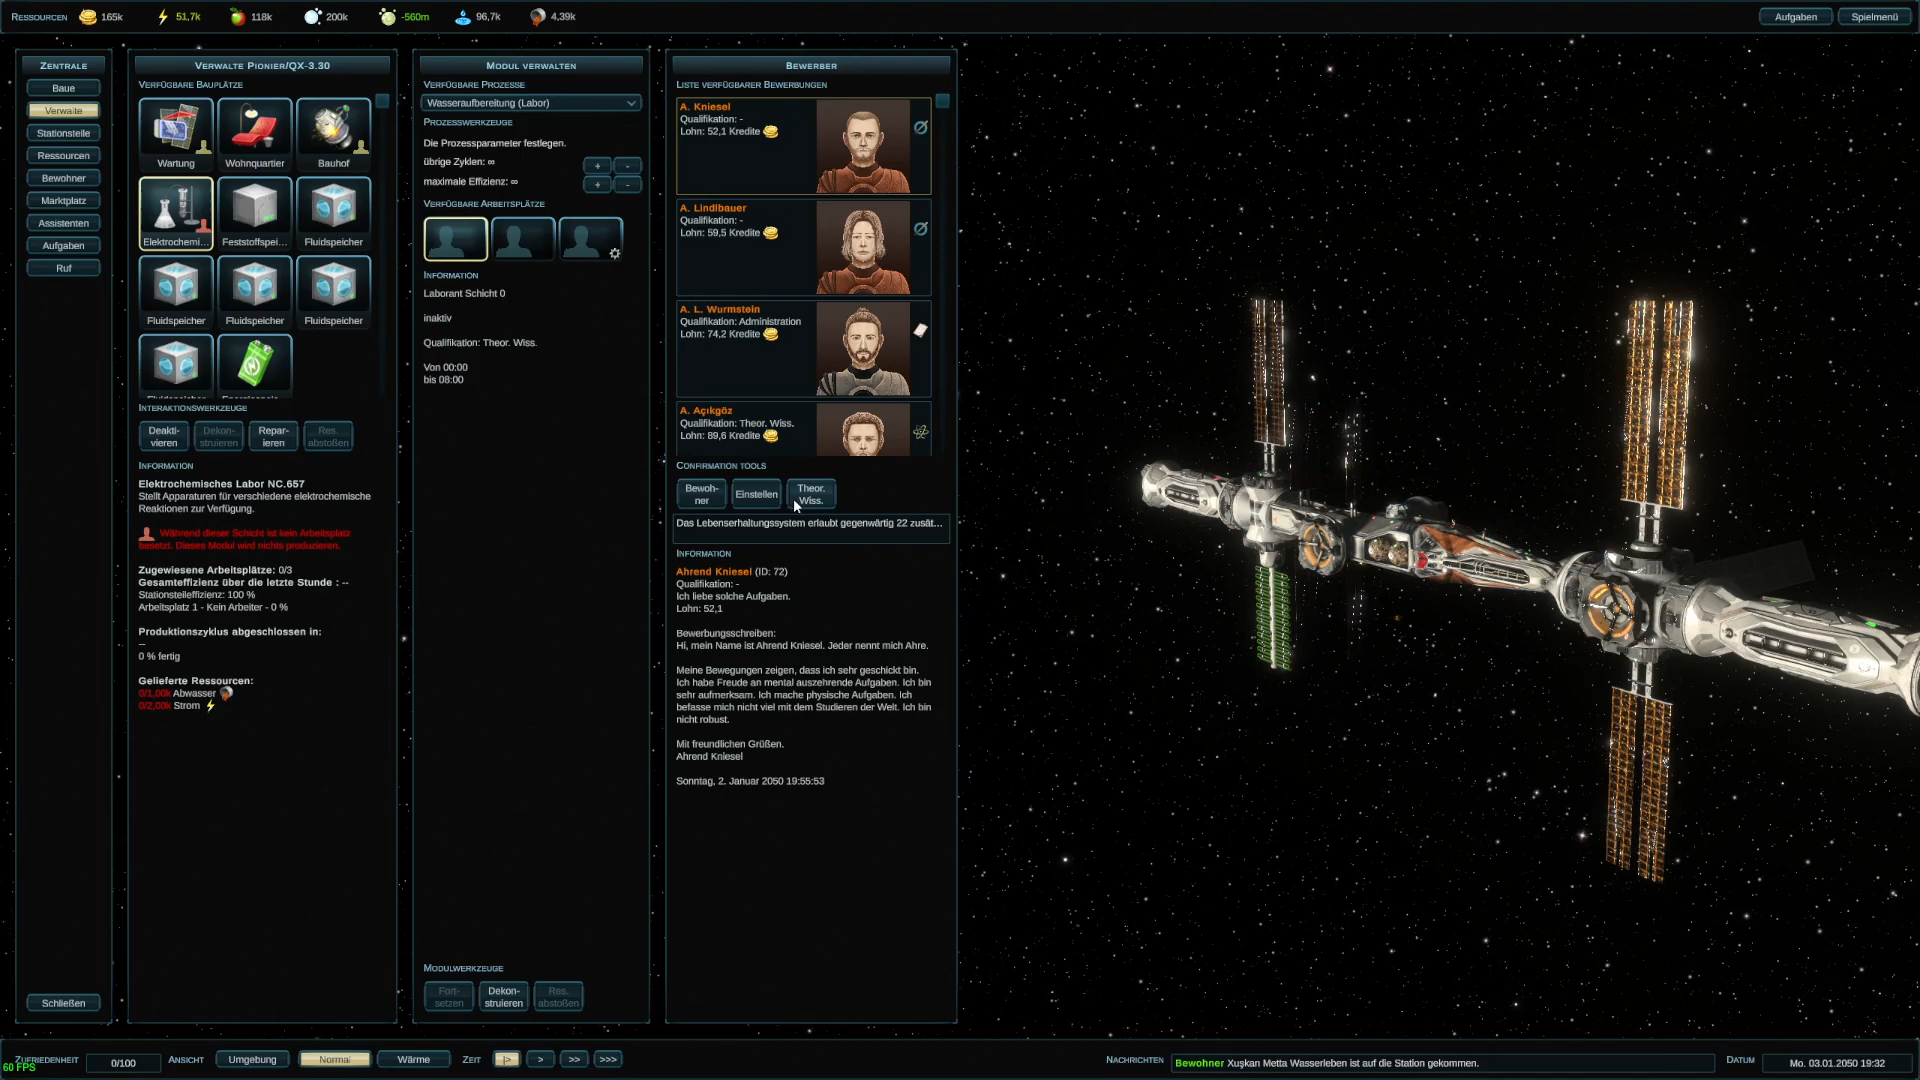 Ressourcen 165k 51,7k 118k 200k -560m 96,7k 4,39k Aufgaben Spielmenü
Zentrale
Baue
Verwalte
Stationsteile
Ressourcen
Bewohner
Marktplatz
Assistenten
Aufgaben
Ruf
Schließen
Verwalte Pionier/QX-3.30
Verfügbare Bauplätze
Wartung Wohnquartier Bauhof
Elektrochemi... Feststoffspei... Fluidspeicher
Fluidspeicher Fluidspeicher Fluidspeicher
Interaktionswerkzeuge
Deakti-
vieren
Dekon-
struieren
Repar-
ieren
Res.
abstoßen
Information
Elektrochemisches Labor NC.657
Stellt Apparaturen für verschiedene elektrochemische
Reaktionen zur Verfügung.
Während dieser Schicht ist kein Arbeitsplatz
besetzt. Dieses Modul wird nichts produzieren.
Zugewiesene Arbeitsplätze: 0/3
Gesamteffizienz über die letzte Stunde : --
Stationsteileffizienz: 100 %
Arbeitsplatz 1 - Kein Arbeiter - 0 %
Produktionszyklus abgeschlossen in:
--
0 % fertig
Gelieferte Ressourcen:
0/1,00k Abwasser
0/2,00k Strom
Modul verwalten
Verfügbare Prozesse
Wasseraufbereitung (Labor)
Prozesswerkzeuge
Die Prozessparameter festlegen.
übrige Zyklen: ∞ + -
maximale Effizienz: ∞ + -
Verfügbare Arbeitsplätze
Information
Laborant Schicht 0
inaktiv
Qualifikation: Theor. Wiss.
Von 00:00
bis 08:00
Modulwerkzeuge
Fort-
setzen
Dekon-
struieren
Res.
abstoßen
Bewerber
Liste verfügbarer Bewerbungen
A. Kniesel
Qualifikation: -
Lohn: 52,1 Kredite
A. Lindlbauer
Qualifikation: -
Lohn: 59,5 Kredite
A. L. Wurmstein
Qualifikation: Administration
Lohn: 74,2 Kredite
A. Açıkgöz
Qualifikation: Theor. Wiss.
Lohn: 89,6 Kredite
Confirmation tools
Bewoh-
ner
Einstellen
Theor.
Wiss.
Das Lebenserhaltungssystem erlaubt gegenwärtig 22 zusät...
Information
Ahrend Kniesel (ID: 72)
Qualifikation: -
Ich liebe solche Aufgaben.
Lohn: 52,1
Bewerbungsschreiben:
Hi, mein Name ist Ahrend Kniesel. Jeder nennt mich Ahre.
Meine Bewegungen zeigen, dass ich sehr geschickt bin.
Ich habe Freude an mental auszehrende Aufgaben. Ich bin
sehr aufmerksam. Ich mache physische Aufgaben. Ich
befasse mich nicht viel mit dem Studieren der Welt. Ich bin
nicht robust.
Mit freundlichen Grüßen.
Ahrend Kniesel
Sonntag, 2. Januar 2050 19:55:53
Zufriedenheit 0/100 Ansicht Umgebung Normal Wärme Zeit |> > >> >>> Nachrichten Bewohner Xuşkan Metta Wasserleben ist auf die Station gekommen. Datum Mo. 03.01.2050 19:32
60 FPS